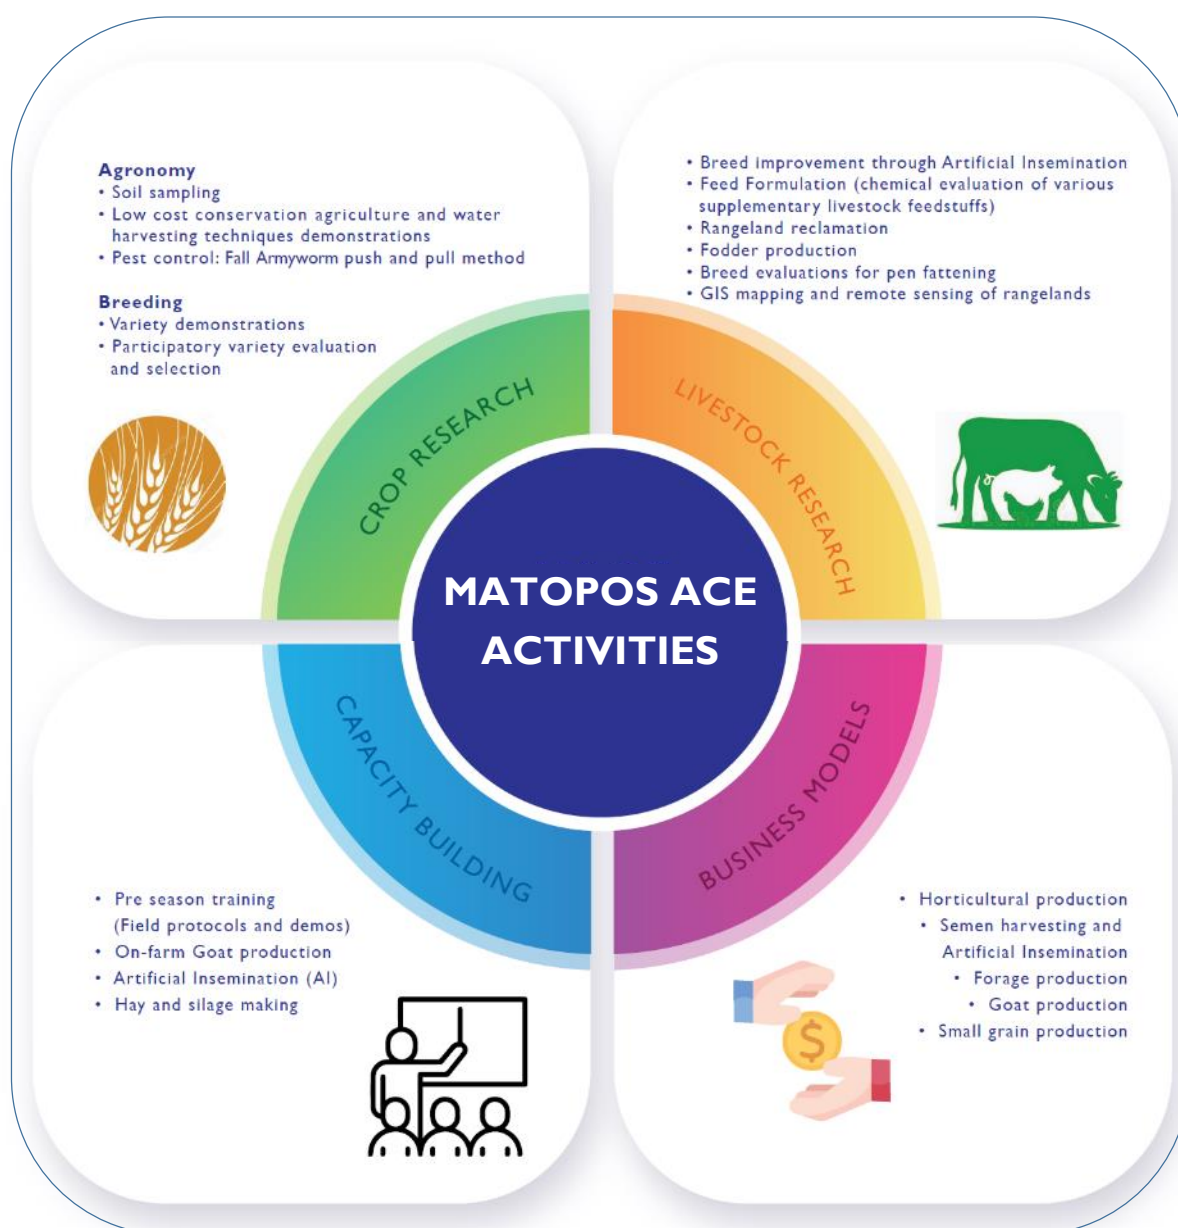 Agronomy
• Soil sampling
• Low cost conservation agriculture and water
harvesting techniques demonstrations
• Pest control: Fall Armyworm push and pull method
Breeding
• Variety demonstrations
• Participatory variety evaluation
and selection
CROP RESEARCH
• Breed improvement through Artificial Insemination
• Feed Formulation (chemical evaluation of various
supplementary livestock feedstuffs)
• Rangeland reclamation
• Fodder production
• Breed evaluations for pen fattening
• GIS mapping and remote sensing of rangelands
LIVESTOCK RESEARCH
MATOPOS ACE
ACTIVITIES
CAPACITY BUILDING
• Pre season training
(Field protocols and demos)
• On-farm Goat production
• Artificial Insemination (AI)
• Hay and silage making
BUSINESS MODELS
• Horticultural production
• Semen harvesting and
Artificial Insemination
• Forage production
• Goat production
• Small grain production
$